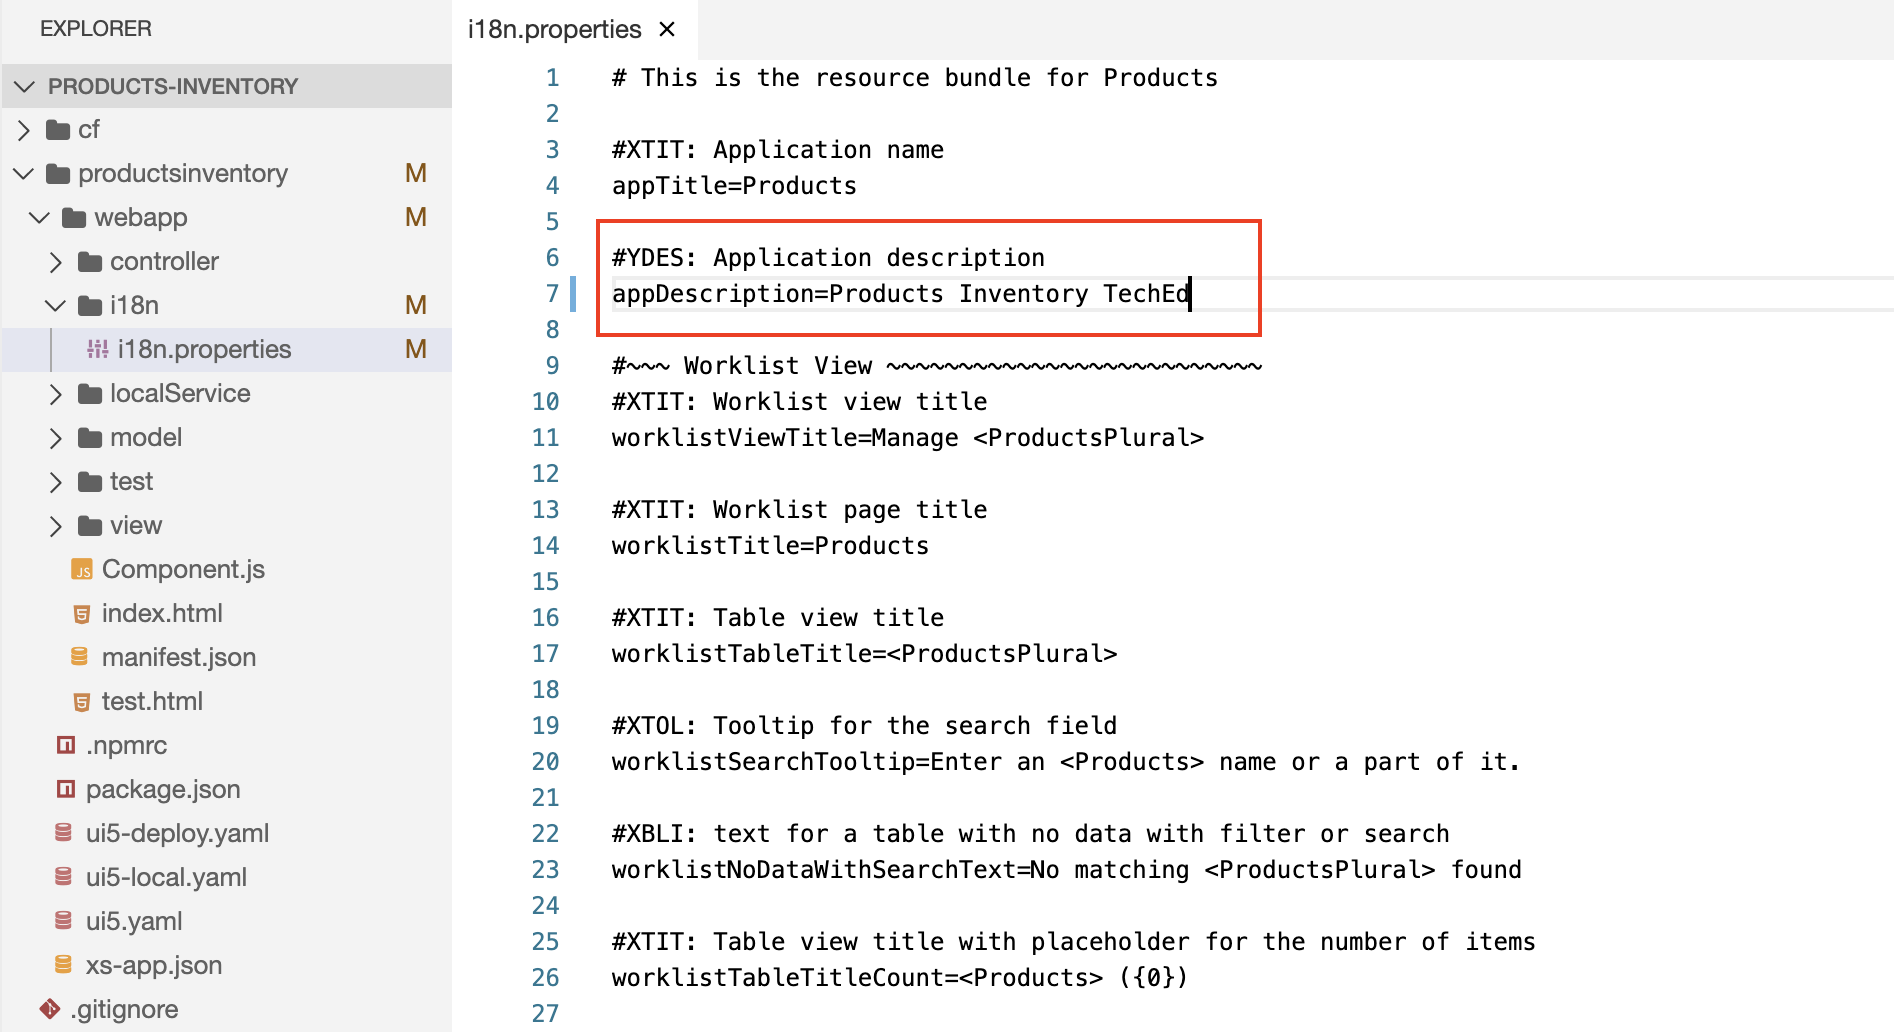 EXPLORER
PRODUCTS-INVENTORY
cf
productsinventory M
webapp M
controller
i18n M
i18n.properties M
localService
model
test
view
JS Component.js
5 index.html
manifest.json
5 test.html
.npmrc
package.json
ui5-deploy.yaml
ui5-local.yaml
ui5.yaml
xs-app.json
.gitignore
i18n.properties ×
1 # This is the resource bundle for Products
2
3 #XTIT: Application name
4 appTitle=Products
5
6 #YDES: Application description
7 appDescription=Products Inventory TechEd
8
9 #~~~ Worklist View ~~~~~~~~~~~~~~~~~~~~~~~~~~
10 #XTIT: Worklist view title
11 worklistViewTitle=Manage <ProductsPlural>
12
13 #XTIT: Worklist page title
14 worklistTitle=Products
15
16 #XTIT: Table view title
17 worklistTableTitle=<ProductsPlural>
18
19 #XTOL: Tooltip for the search field
20 worklistSearchTooltip=Enter an <Products> name or a part of it.
21
22 #XBLI: text for a table with no data with filter or search
23 worklistNoDataWithSearchText=No matching <ProductsPlural> found
24
25 #XTIT: Table view title with placeholder for the number of items
26 worklistTableTitleCount=<Products> ({0})
27